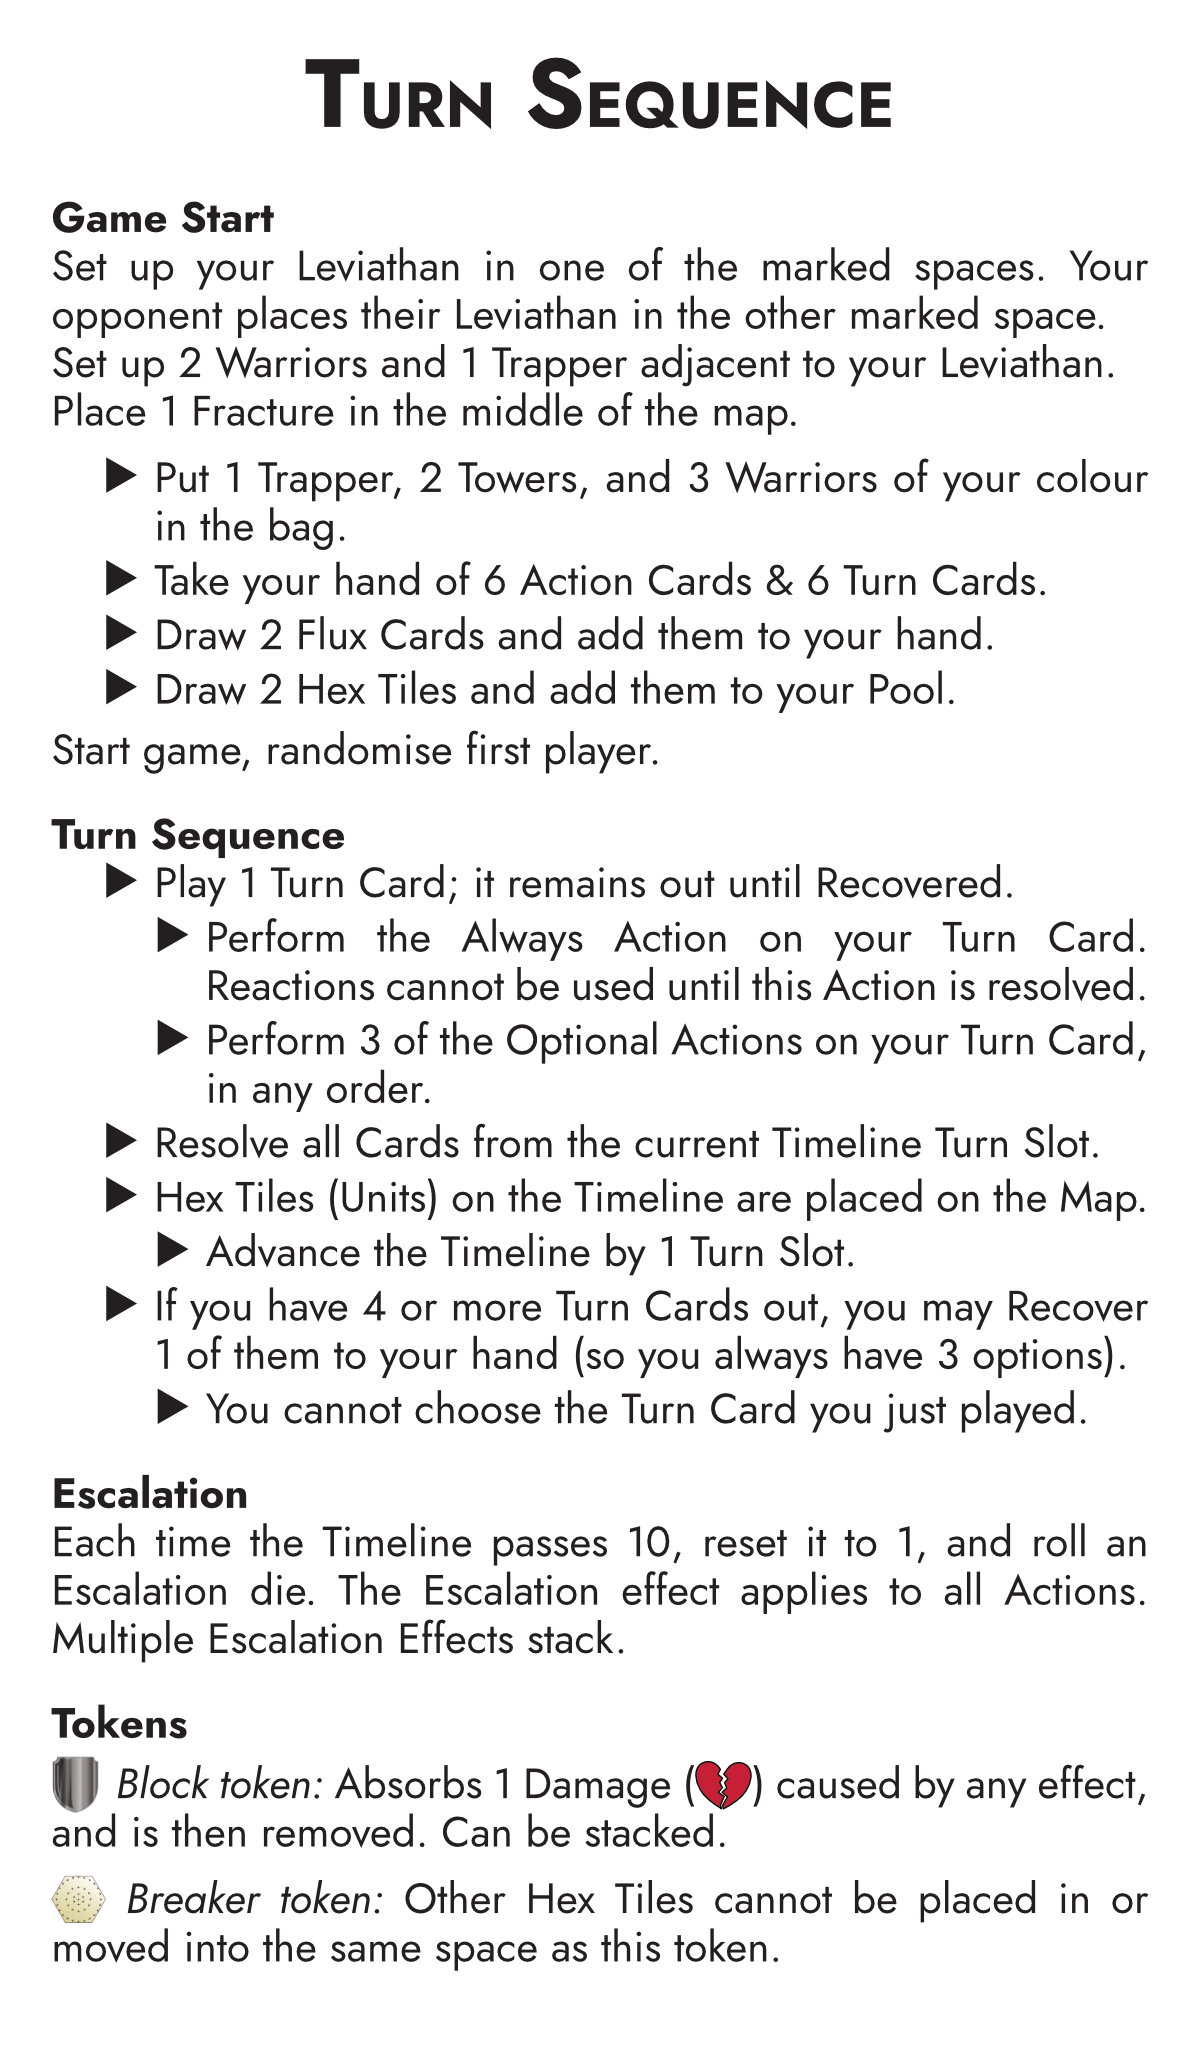 Turn Sequence
Game Start
Set up your Leviathan in one of the marked spaces. Your
opponent places their Leviathan in the other marked space.
Set up 2 Warriors and 1 Trapper adjacent to your Leviathan.
Place 1 Fracture in the middle of the map.
▶ Put 1 Trapper, 2 Towers, and 3 Warriors of your colour
in the bag.
▶ Take your hand of 6 Action Cards & 6 Turn Cards.
▶ Draw 2 Flux Cards and add them to your hand.
▶ Draw 2 Hex Tiles and add them to your Pool.
Start game, randomise first player.
Turn Sequence
▶ Play 1 Turn Card; it remains out until Recovered.
▶ Perform the Always Action on your Turn Card.
Reactions cannot be used until this Action is resolved.
▶ Perform 3 of the Optional Actions on your Turn Card,
in any order.
▶ Resolve all Cards from the current Timeline Turn Slot.
▶ Hex Tiles (Units) on the Timeline are placed on the Map.
▶ Advance the Timeline by 1 Turn Slot.
▶ If you have 4 or more Turn Cards out, you may Recover
1 of them to your hand (so you always have 3 options).
▶ You cannot choose the Turn Card you just played.
Escalation
Each time the Timeline passes 10, reset it to 1, and roll an
Escalation die. The Escalation effect applies to all Actions.
Multiple Escalation Effects stack.
Tokens
Block token: Absorbs 1 Damage () caused by any effect,
and is then removed. Can be stacked.
Breaker token: Other Hex Tiles cannot be placed in or
moved into the same space as this token.